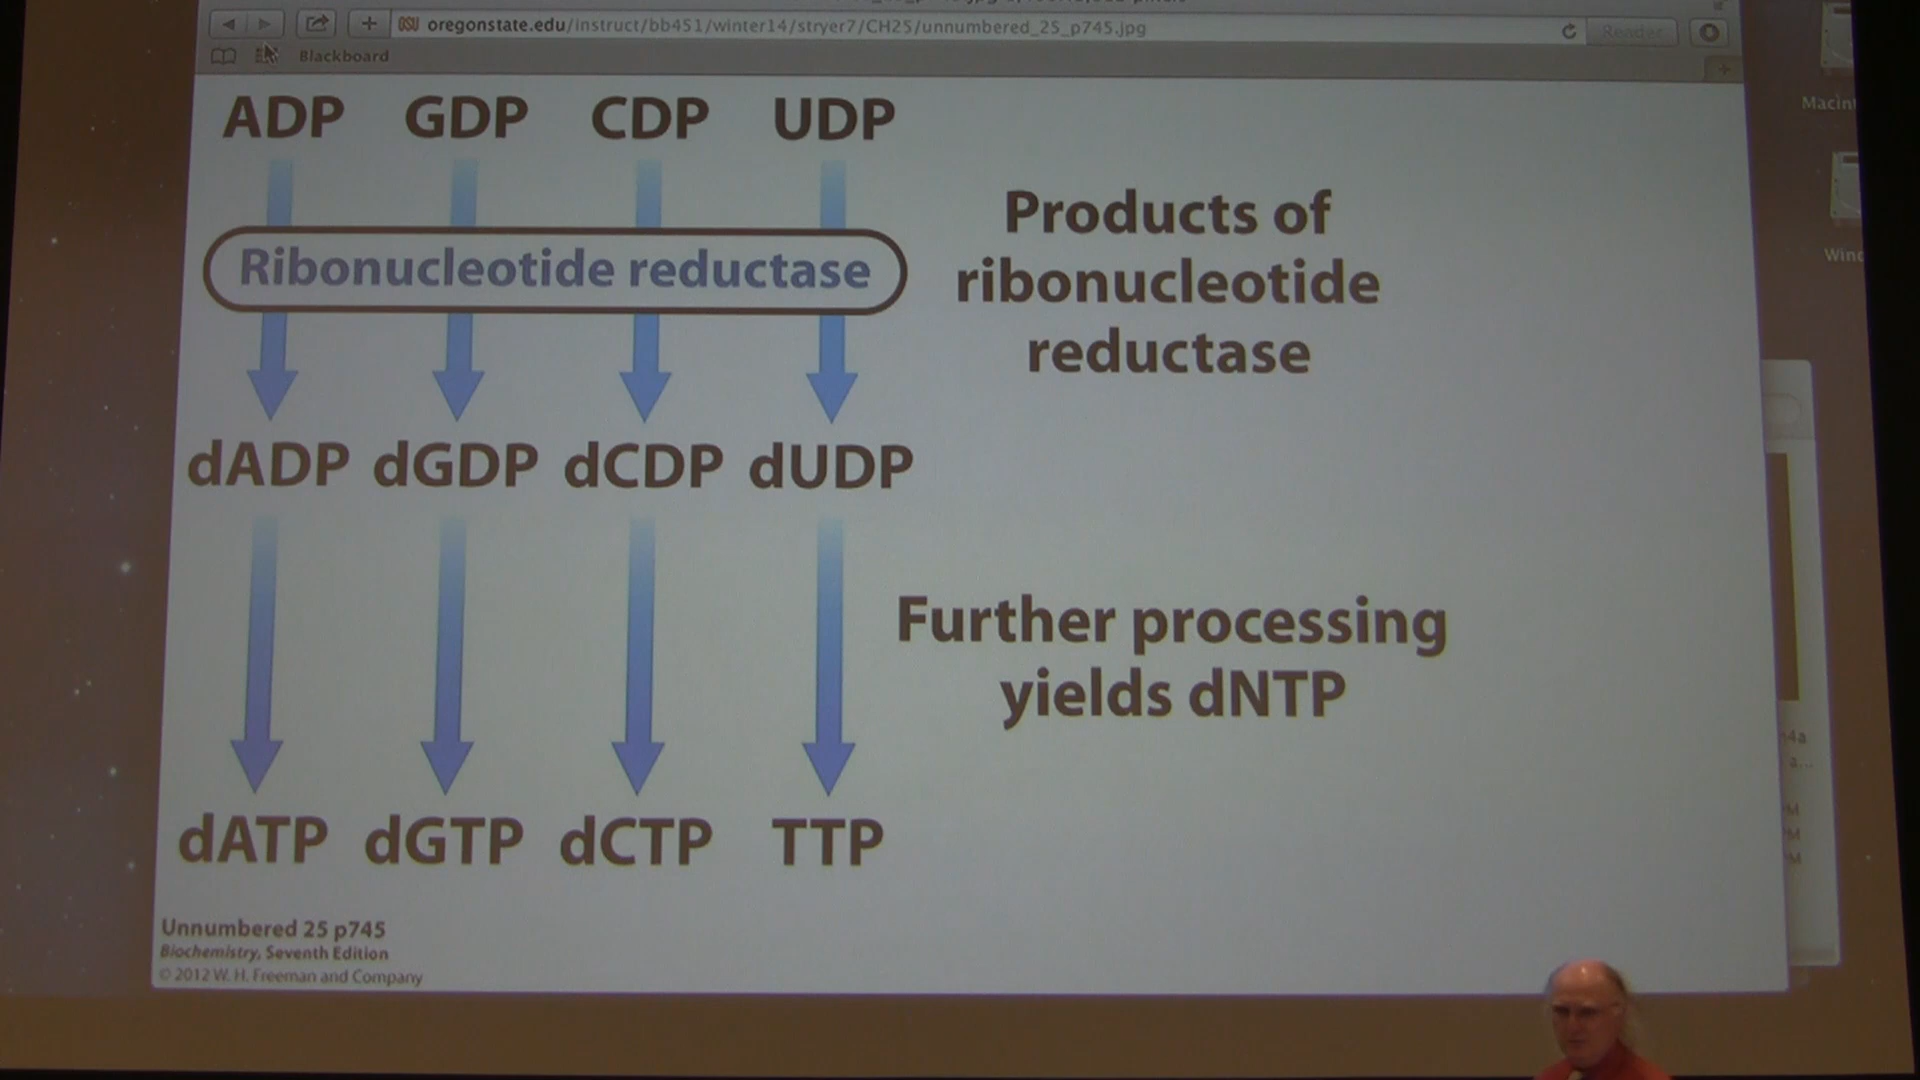 oregonstate.edu/instruct/bb451/winter14/stryer7/CH25/unnumbered_25_p745.jpg
Reader
Blackboard
ADP GDP CDP UDP
Ribonucleotide reductase
Products of
ribonucleotide
reductase
dADP dGDP dCDP dUDP
Further processing
yields dNTP
dATP dGTP dCTP TTP
Unnumbered 25 p745
Biochemistry, Seventh Edition
© 2012 W. H. Freeman and Company